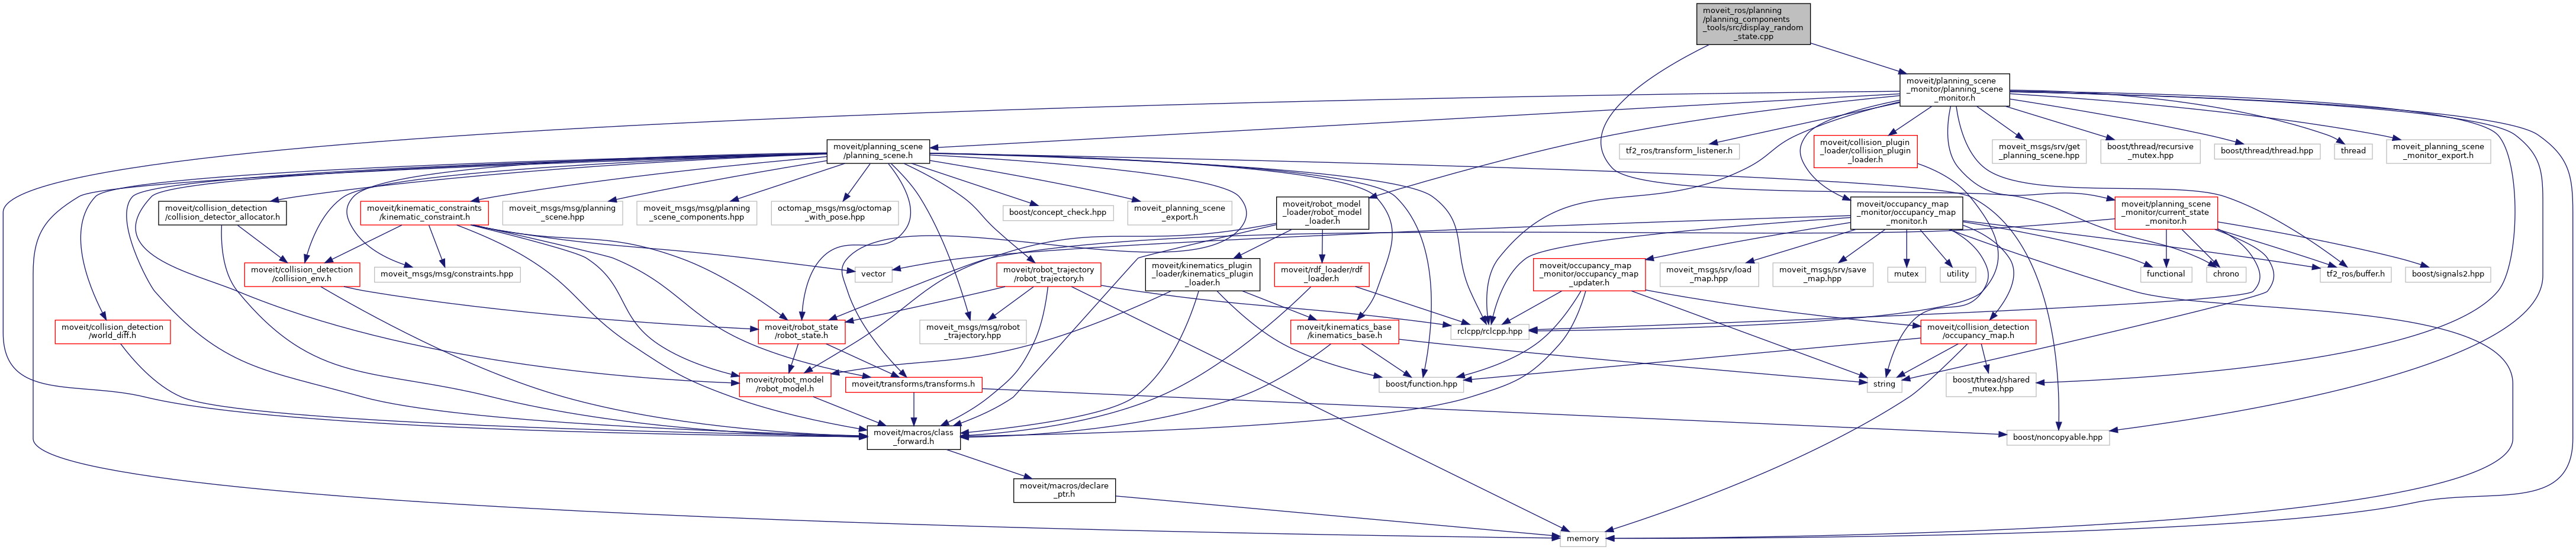 moveit_ros/planning
/planning_components
_tools/src/display_random
_state.cpp
moveit/planning_scene
_monitor/planning_scene
_monitor.h
moveit/planning_scene
/planning_scene.h
tf2_ros/transform_listener.h
moveit/collision_plugin
_loader/collision_plugin
_loader.h
moveit_msgs/srv/get
_planning_scene.hpp
boost/thread/recursive
_mutex.hpp
boost/thread/thread.hpp
thread
moveit_planning_scene
_monitor_export.h
moveit/collision_detection
/collision_detector_allocator.h
moveit/kinematic_constraints
/kinematic_constraint.h
moveit_msgs/msg/planning
_scene.hpp
moveit_msgs/msg/planning
_scene_components.hpp
octomap_msgs/msg/octomap
_with_pose.hpp
boost/concept_check.hpp
moveit_planning_scene
_export.h
moveit/robot_model
_loader/robot_model
_loader.h
moveit/occupancy_map
_monitor/occupancy_map
_monitor.h
moveit/planning_scene
_monitor/current_state
_monitor.h
moveit/collision_detection
/collision_env.h
moveit_msgs/msg/constraints.hpp
vector
moveit/robot_trajectory
/robot_trajectory.h
moveit/kinematics_plugin
_loader/kinematics_plugin
_loader.h
moveit/rdf_loader/rdf
_loader.h
moveit/occupancy_map
_monitor/occupancy_map
_updater.h
moveit_msgs/srv/load
_map.hpp
moveit_msgs/srv/save
_map.hpp
mutex
utility
functional
chrono
tf2_ros/buffer.h
boost/signals2.hpp
moveit/collision_detection
/world_diff.h
moveit/robot_state
/robot_state.h
moveit_msgs/msg/robot
_trajectory.hpp
moveit/kinematics_base
/kinematics_base.h
rclcpp/rclcpp.hpp
moveit/collision_detection
/occupancy_map.h
moveit/robot_model
/robot_model.h
moveit/transforms/transforms.h
boost/function.hpp
string
boost/thread/shared
_mutex.hpp
moveit/macros/class
_forward.h
boost/noncopyable.hpp
moveit/macros/declare
_ptr.h
memory